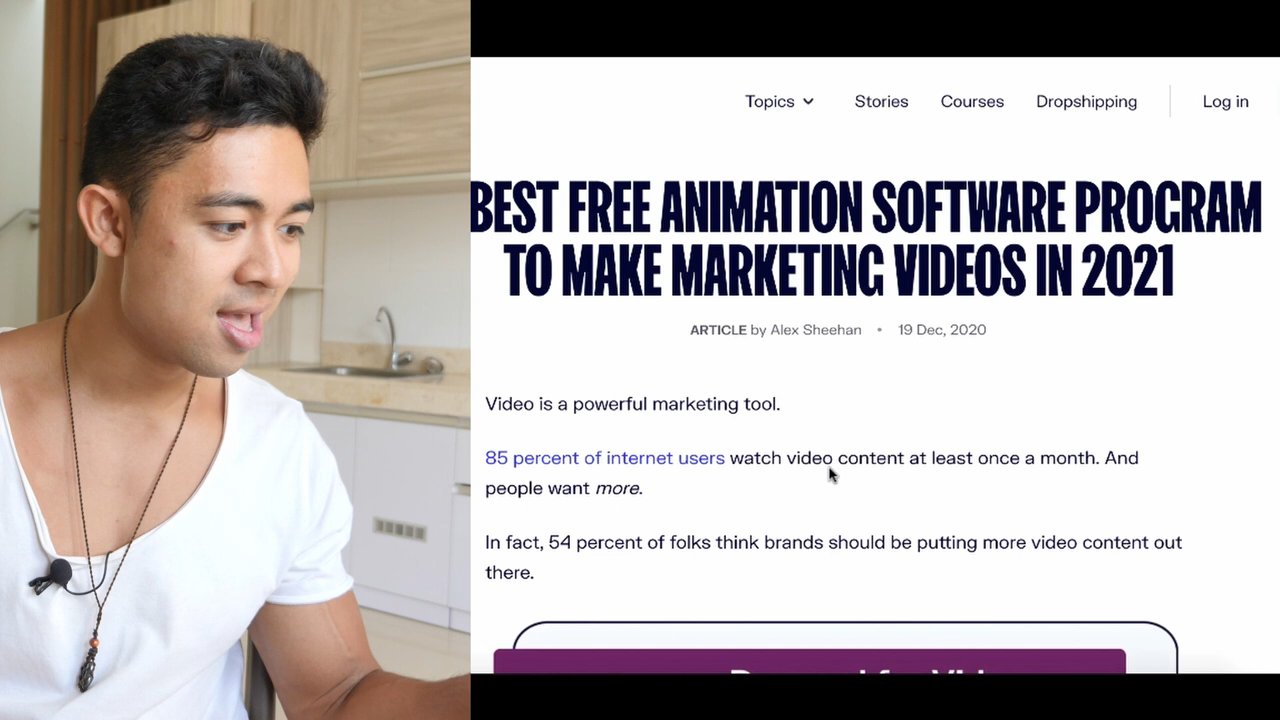 Topics Stories Courses Dropshipping Log in
BEST FREE ANIMATION SOFTWARE PROGRAM
TO MAKE MARKETING VIDEOS IN 2021
ARTICLE by Alex Sheehan • 19 Dec, 2020
Video is a powerful marketing tool.
85 percent of internet users watch video content at least once a month. And
people want more.
In fact, 54 percent of folks think brands should be putting more video content out
there.